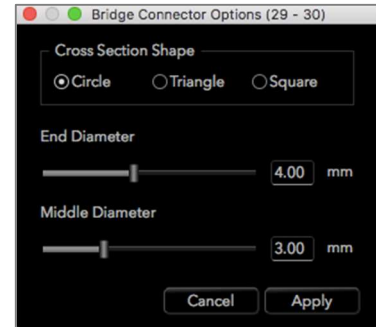 Bridge Connector Options (29 - 30)
Cross Section Shape
Circle Triangle Square
End Diameter
4.00 mm
Middle Diameter
3.00 mm
Cancel Apply